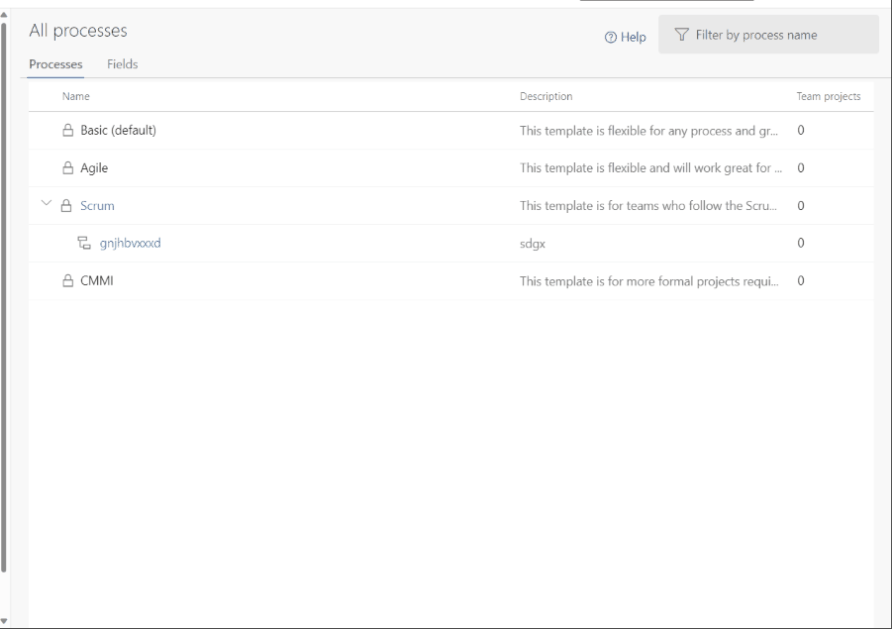 All processes
Help
Filter by process name
Processes Fields
Name Description Team projects
Basic (default) This template is flexible for any process and gr... 0
Agile This template is flexible and will work great for ... 0
Scrum This template is for teams who follow the Scru... 0
gnjhbvxxxd sdgx 0
CMMI This template is for more formal projects requi... 0